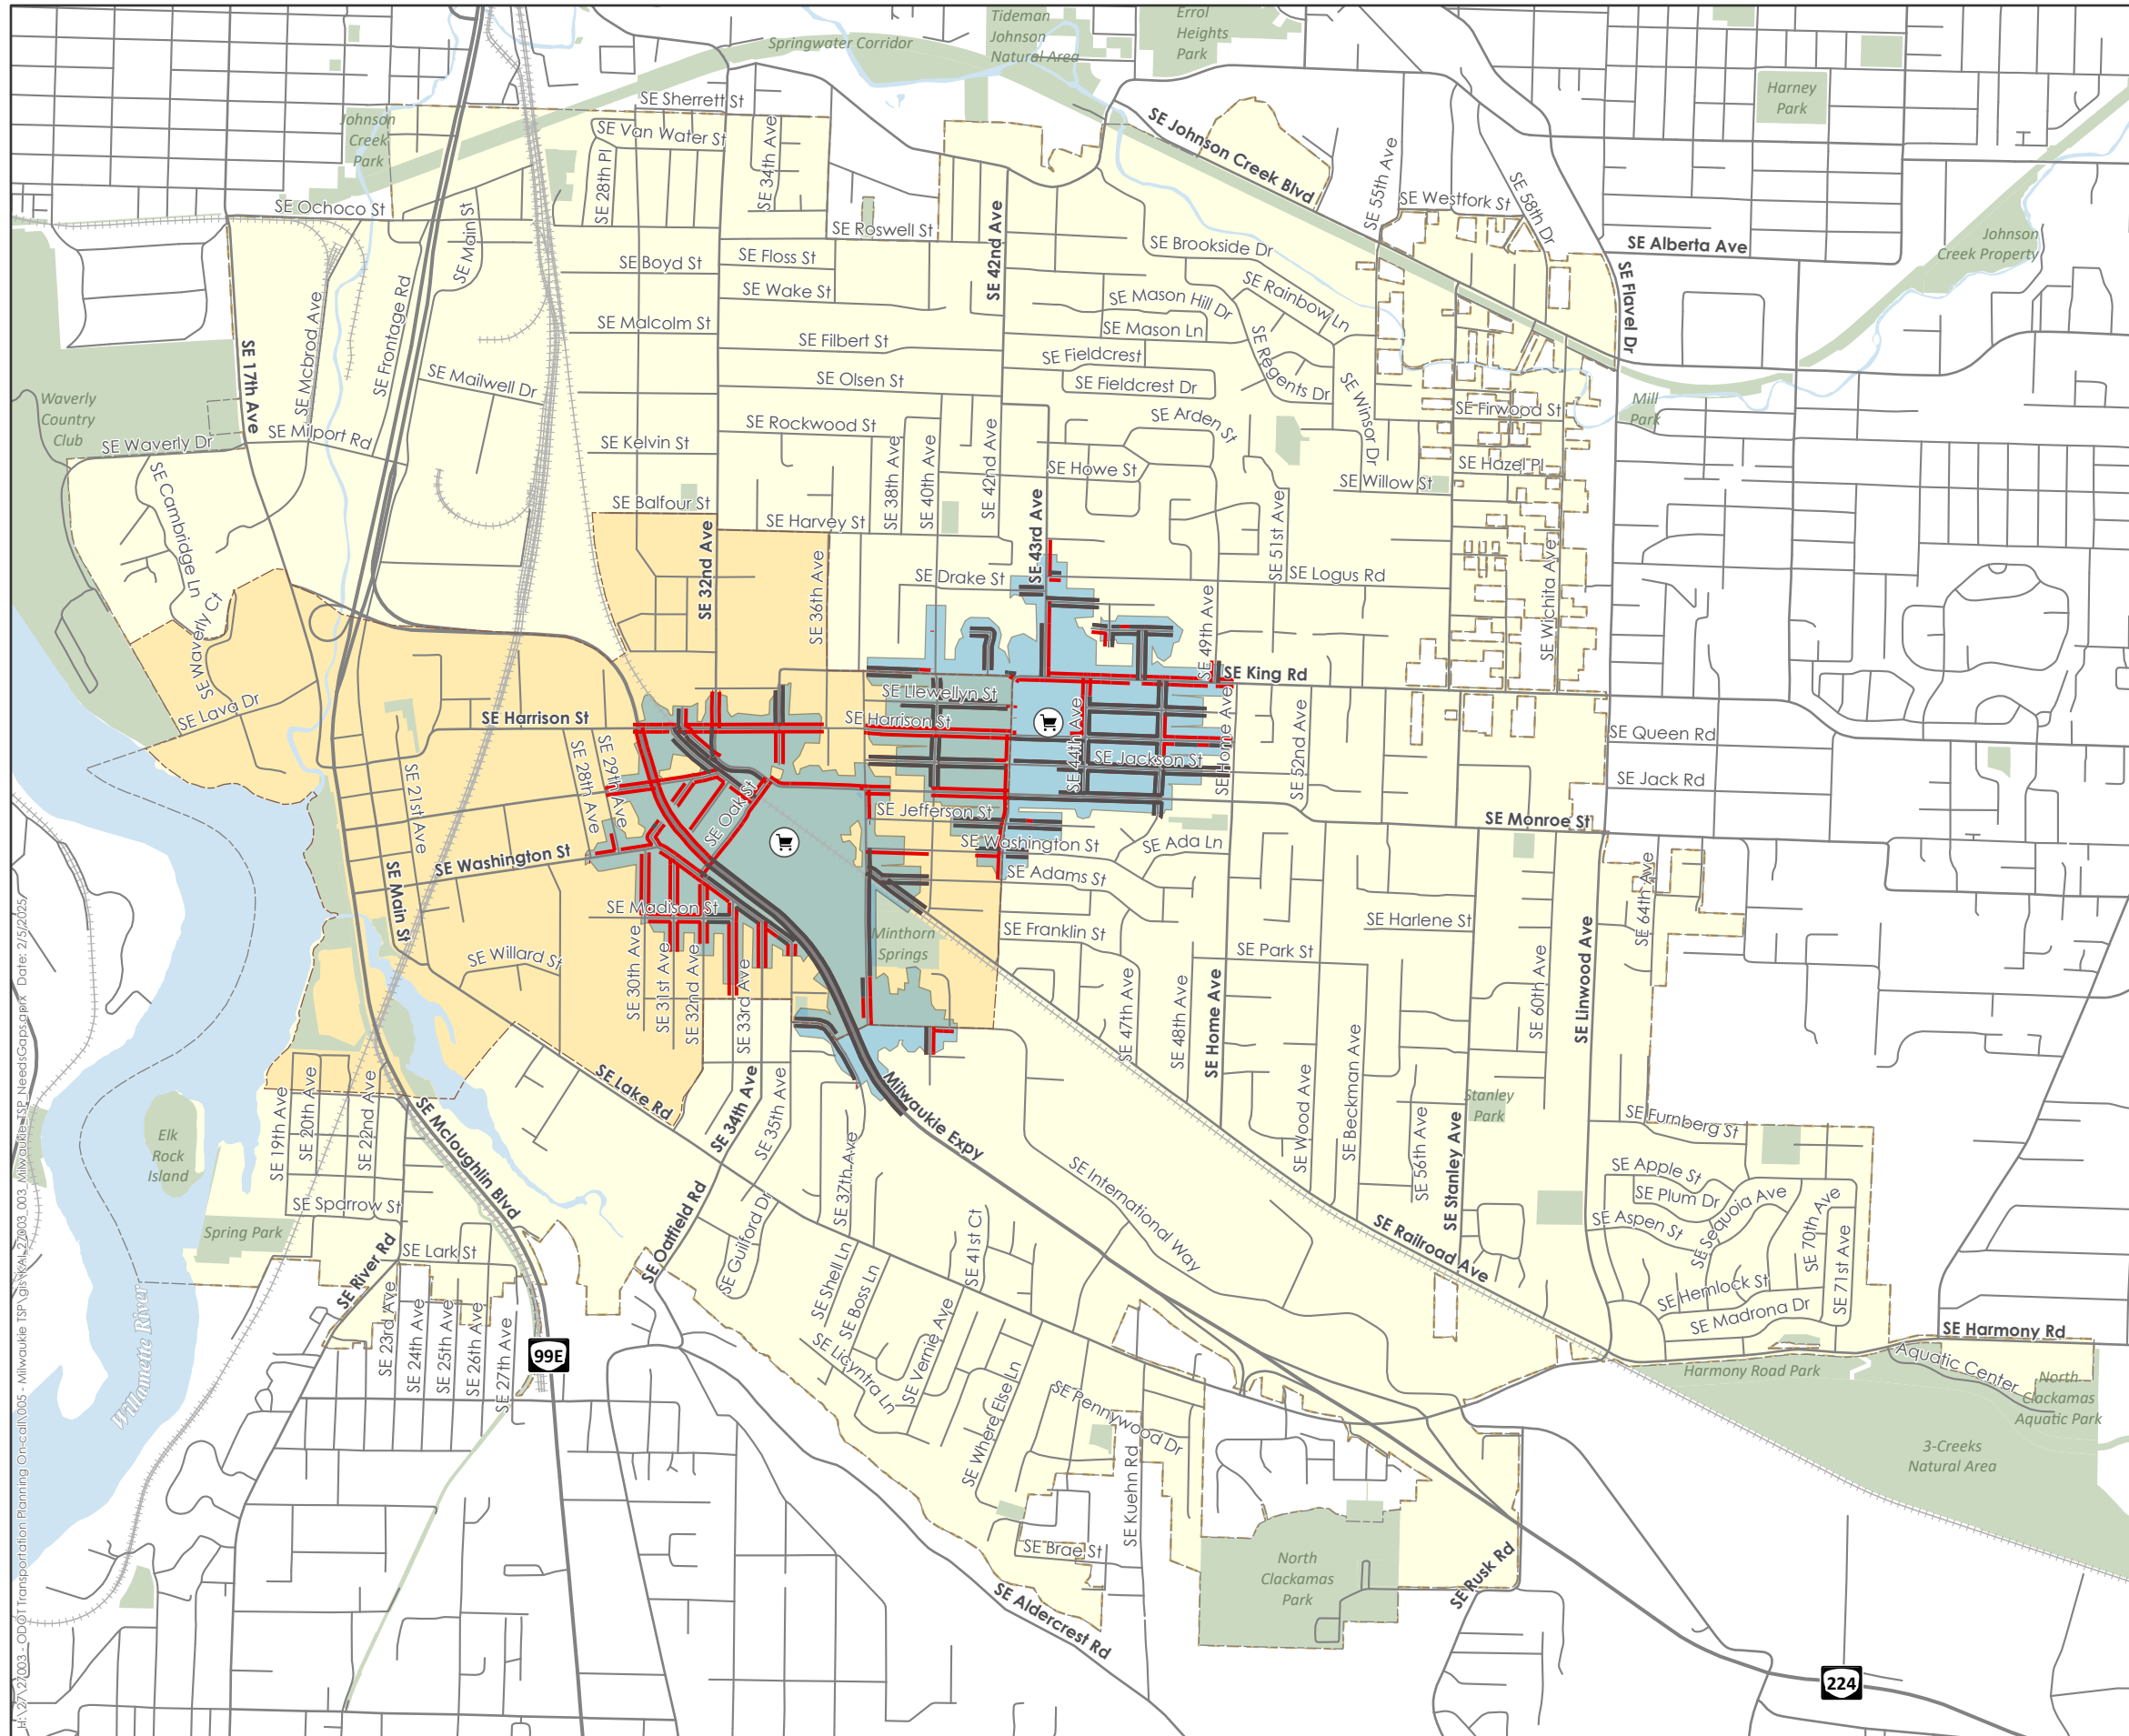 Tideman
Johnson
Natural Area
Errol
Heights
Park
Springwater Corridor
Harney
Park
Johnson
Creek
Park
SE Sherrett St
SE Van Water St
SE 28th Pl
SE 34th Ave
SE Johnson Creek Blvd
SE 55th Ave
SE Westfork St
SE 58th Dr
SE Ochoco St
SE Main St
SE Roswell St
SE 42nd Ave
SE Brookside Dr
SE Alberta Ave
Johnson
Creek Property
SE Flavel Dr
SE Boyd St
SE Floss St
SE Wake St
SE Mason Hill Dr
SE Rainbow Ln
SE Mcbrod Ave
SE Frontage Rd
SE Malcolm St
SE Filbert St
SE Mason Ln
SE Fieldcrest
SE Regents Dr
SE 17th Ave
SE Mailwell Dr
SE Olsen St
SE Fieldcrest Dr
SE Winsor Dr
SE Firwood St
Mill
Park
Waverly
Country
Club
SE Waverly Dr
SE Milport Rd
SE Rockwood St
SE Arden St
SE Kelvin St
SE 38th Ave
SE 40th Ave
SE 42nd Ave
SE Howe St
SE Hazel Pl
SE Willow St
SE Cambridge Ln
SE Balfour St
SE Harvey St
SE 43rd Ave
SE 51st Ave
SE 32nd Ave
SE 36th Ave
SE Drake St
SE Logus Rd
SE Wichita Ave
SE Waverly Ct
SE 49th Ave
SE King Rd
SE Lava Dr
SE Llewellyn St
SE Harrison St
SE Harrison St
SE 44th Ave
SE Home Ave
SE 52nd Ave
SE Queen Rd
SE Jackson St
SE Jack Rd
SE 21st Ave
SE 28th Ave
SE 29th Ave
SE Oak St
SE Jefferson St
SE Monroe St
SE Washington St
SE Washington St
SE Ada Ln
SE Adams St
SE 64th Ave
SE Main St
SE Madison St
Minthorn
Springs
SE Harlene St
SE Franklin St
SE Park St
SE Willard St
SE 30th Ave
SE 31st Ave
SE 32nd Ave
SE 33rd Ave
SE 47th Ave
SE 48th Ave
SE Home Ave
SE 60th Ave
SE Linwood Ave
SE Lake Rd
SE 34th Ave
SE 35th Ave
Milwaukie Expy
SE Wood Ave
SE Beckman Ave
SE 56th Ave
SE Stanley Ave
Stanley
Park
SE Furnberg St
Elk
Rock
Island
SE 19th Ave
SE 20th Ave
SE 22nd Ave
SE Mcloughlin Blvd
SE 37th Ave
SE International Way
SE Apple St
SE Plum Dr
SE Sequoia Ave
SE Aspen St
SE 70th Ave
SE 71st Ave
SE Sparrow St
Spring Park
SE Lark St
SE River Rd
SE Oatfield Rd
SE Guilford Dr
SE 41st Ct
SE Railroad Ave
SE Hemlock St
SE Madrona Dr
SE Shell Ln
SE Boss Ln
SE Vernie Ave
SE Licyntra Ln
SE 23rd Ave
SE 24th Ave
SE 25th Ave
SE 26th Ave
SE 27th Ave
99E
SE Harmony Rd
Harmony Road Park
Aquatic Center
North
Clackamas
Aquatic Park
Willamette River
SE Where Else Ln
SE Pennywood Dr
SE Kuehn Rd
3-Creeks
Natural Area
SE Brae St
North
Clackamas
Park
SE Rusk Rd
SE Aldercrest Rd
224
H:\27\27003 - ODOT Transportation Planning On-call\005 - Milwaukie TSP\gis\KAI_27003_003_Milwaukie_TSP_NeedsGaps.aprx Date: 2/5/2025